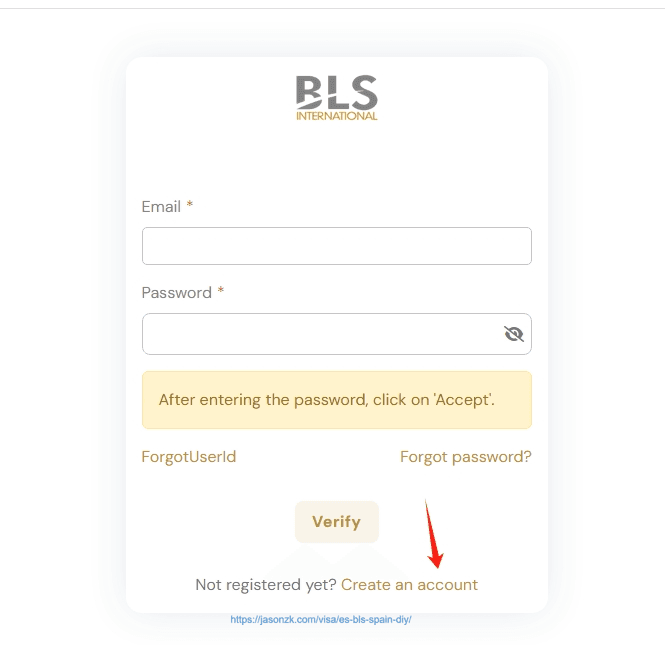 BLS
INTERNATIONAL
Email *
Password *
After entering the password, click on 'Accept'.
ForgotUserId Forgot password?
Verify
Not registered yet? Create an account
https://jasonzk.com/visa/es-bls-spain-diy/